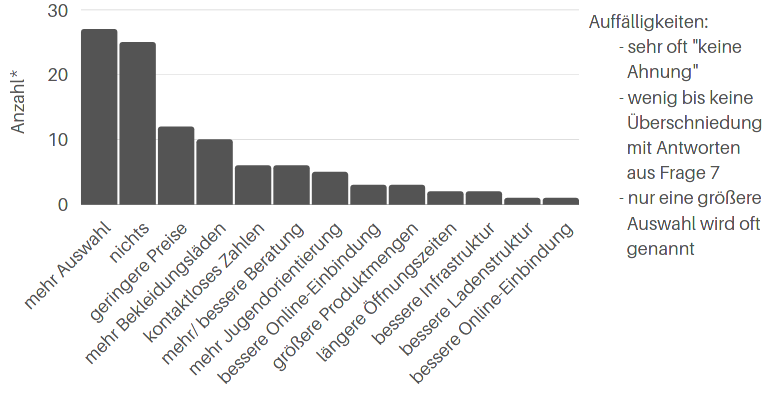 30
20
10
0
Anzahl*
mehr Auswahl
nichts
geringere Preise
mehr Bekleidungsläden
kontaktloses Zahlen
mehr/ bessere Beratung
mehr Jugendorientierung
bessere Online-Einbindung
größere Produktmengen
längere Öffnungszeiten
bessere Infrastruktur
bessere Ladenstruktur
bessere Online-Einbindung
Auffälligkeiten:
- sehr oft "keine
Ahnung"
- wenig bis keine
Überschniedung
mit Antworten
aus Frage 7
- nur eine größere
Auswahl wird oft
genannt